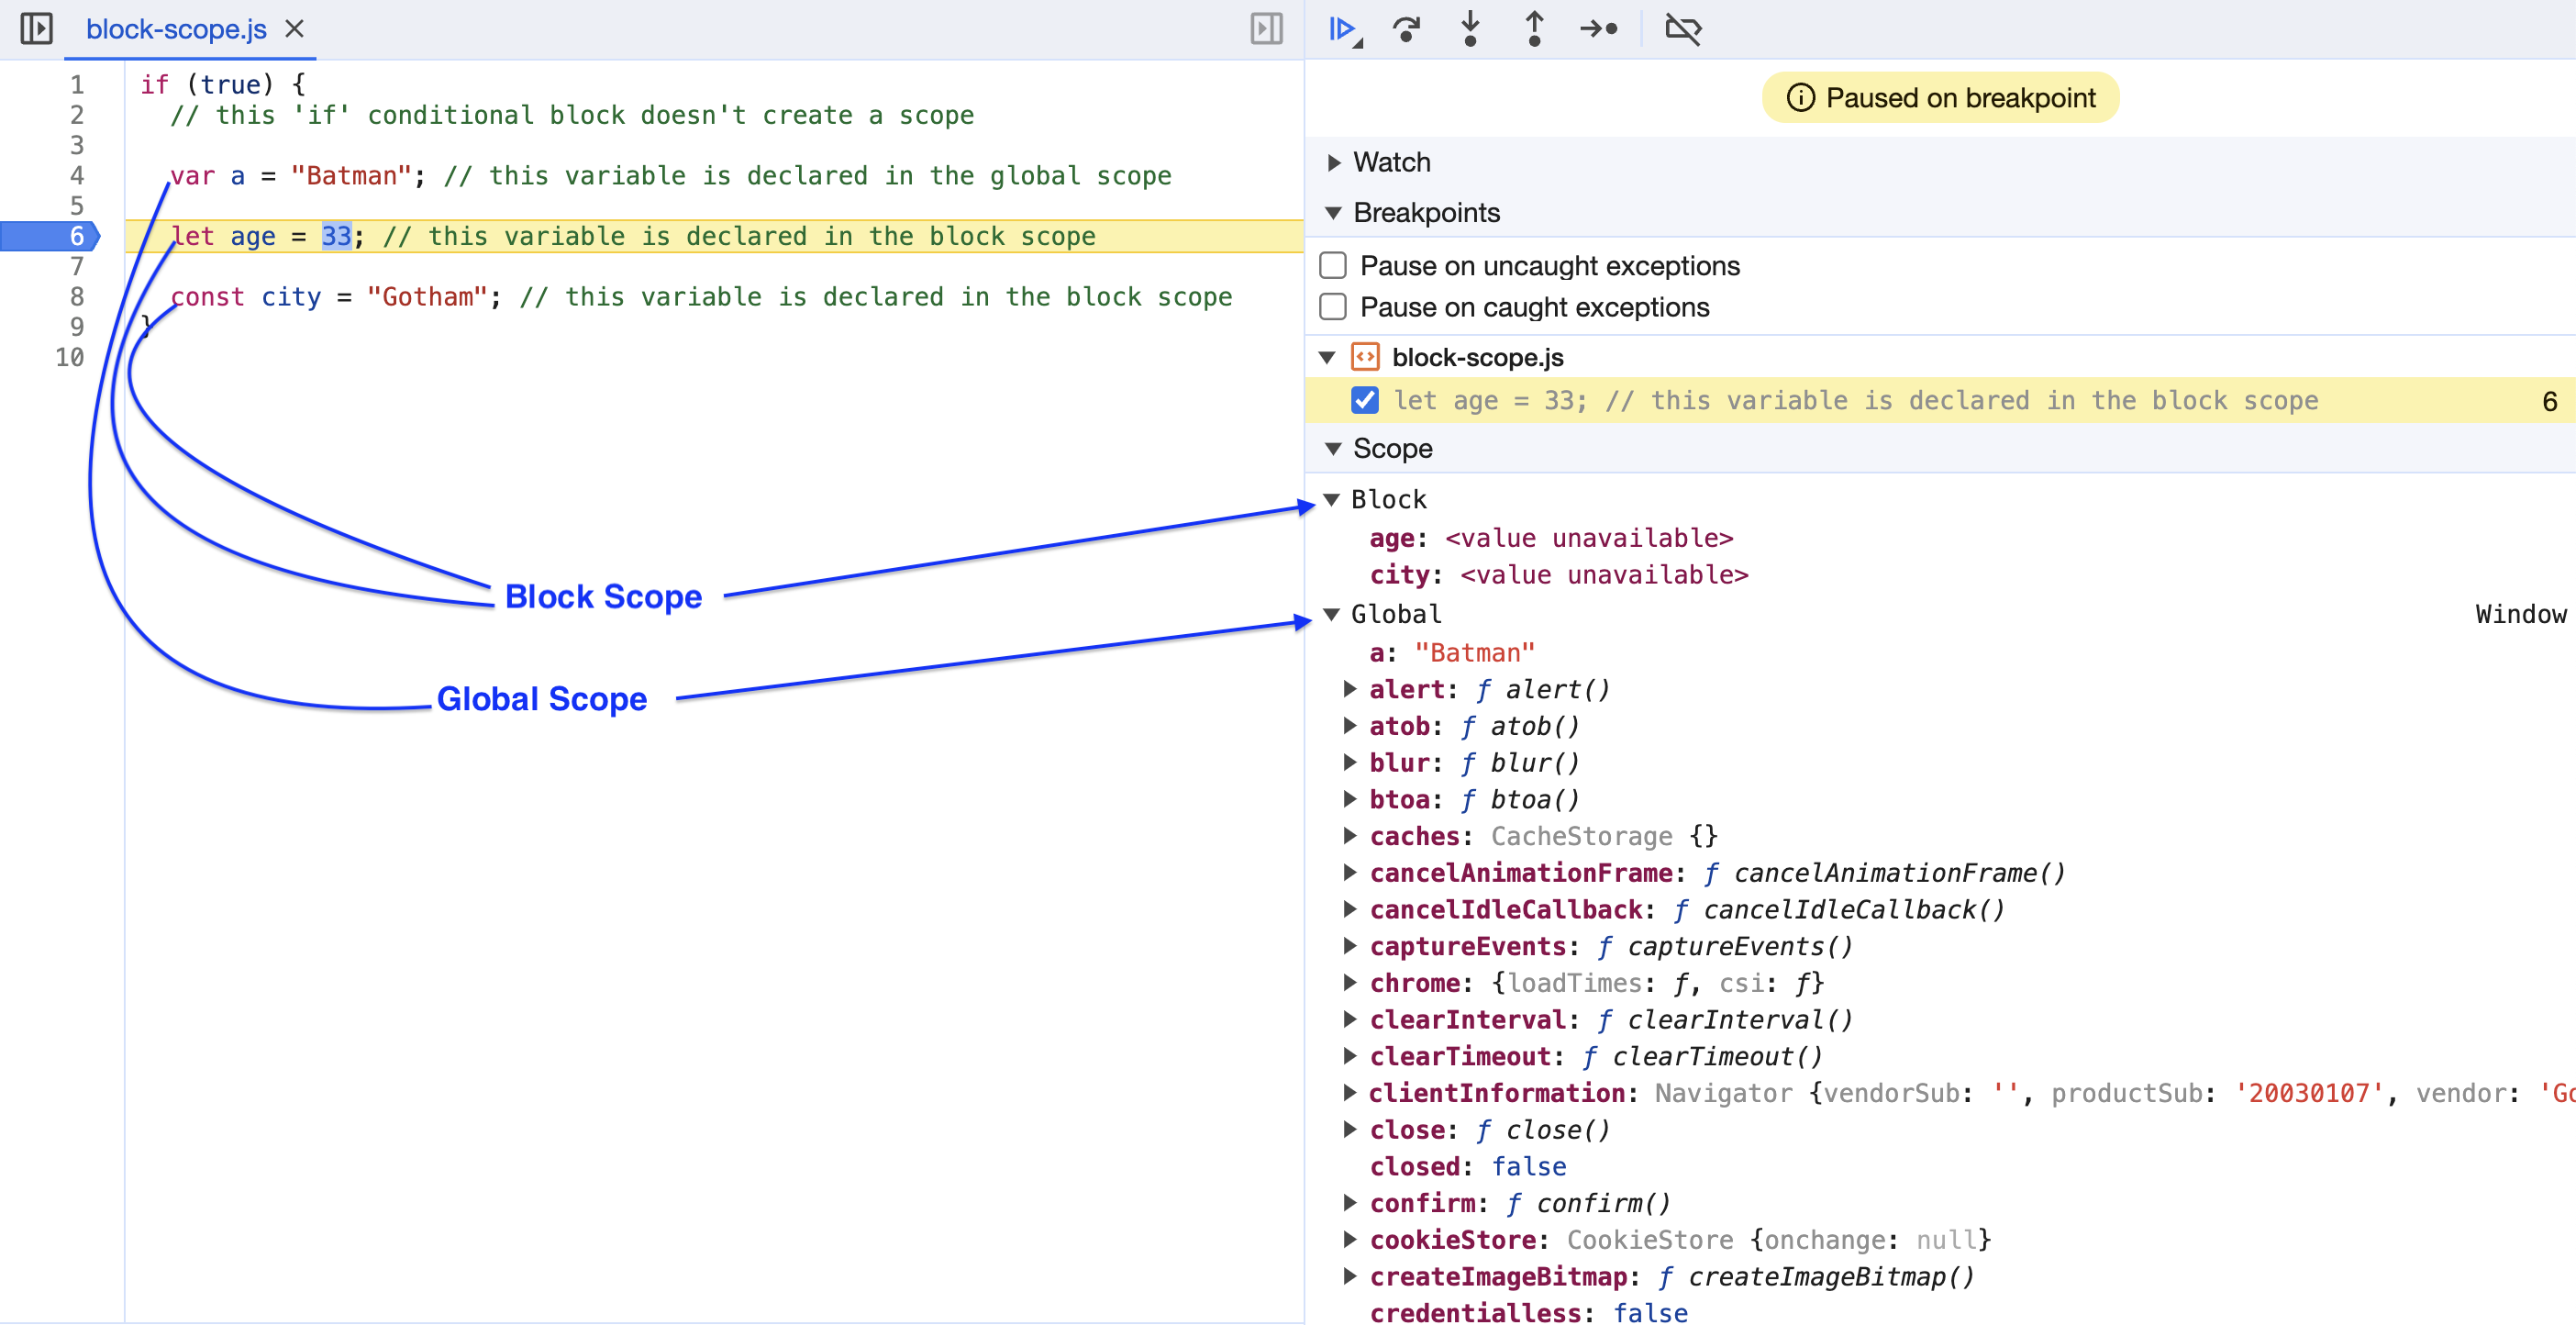 block-scope.js
1 if (true) {
2 // this 'if' conditional block doesn't create a scope
3
4 var a = "Batman"; // this variable is declared in the global scope
5
6 let age = 33; // this variable is declared in the block scope
7
8 const city = "Gotham"; // this variable is declared in the block scope
9 }
10
Block Scope
Global Scope
Paused on breakpoint
Watch
Breakpoints
Pause on uncaught exceptions
Pause on caught exceptions
block-scope.js
let age = 33; // this variable is declared in the block scope 6
Scope
Block
age: <value unavailable>
city: <value unavailable>
Global Window
a: "Batman"
alert: ƒ alert()
atob: ƒ atob()
blur: ƒ blur()
btoa: ƒ btoa()
caches: CacheStorage {}
cancelAnimationFrame: ƒ cancelAnimationFrame()
cancelIdleCallback: ƒ cancelIdleCallback()
captureEvents: ƒ captureEvents()
chrome: {loadTimes: ƒ, csi: ƒ}
clearInterval: ƒ clearInterval()
clearTimeout: ƒ clearTimeout()
clientInformation: Navigator {vendorSub: '', productSub: '20030107', vendor: 'Go
close: ƒ close()
closed: false
confirm: ƒ confirm()
cookieStore: CookieStore {onchange: null}
createImageBitmap: ƒ createImageBitmap()
credentialless: false